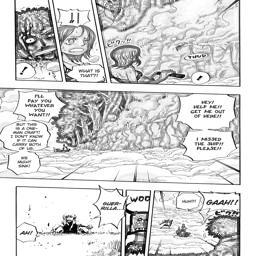 THUD
!
!!
WHAT IS
THAT?!
HEY!
HELP ME!!
GET ME OUT
OF HERE!!
I MISSED
THE SHIP!!
PLEASE!!
I'LL
PAY YOU
WHATEVER
YOU
WANT!!
BUT THIS
IS A ONE-
MAN CRAFT!
I DON'T KNOW
IF IT CAN
CARRY BOTH
OF US.
WE
MIGHT
SINK!
GAAH!!
HUH?!
WOO
GUER-
RILLA.
AH!